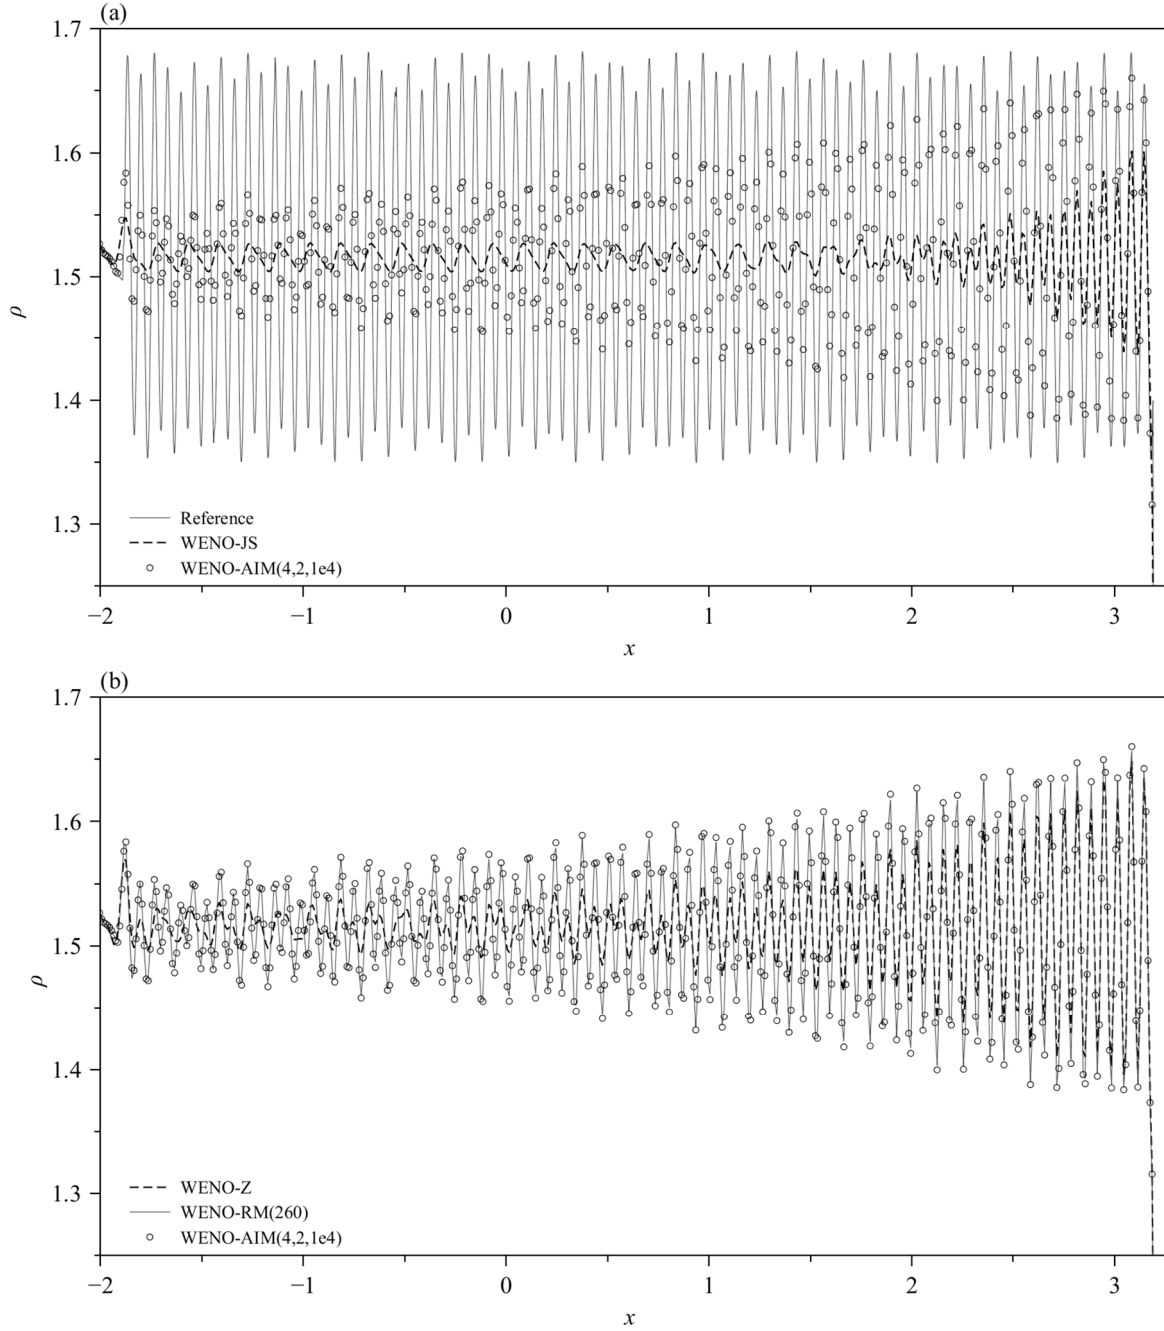 (a)
1.7
1.6
1.5
ρ
1.4
1.3
Reference
WENO-JS
WENO-AIM(4,2,1e4)
−2 −1 0 1 2 3
x
(b)
1.7
1.6
1.5
ρ
1.4
1.3
WENO-Z
WENO-RM(260)
WENO-AIM(4,2,1e4)
−2 −1 0 1 2 3
x